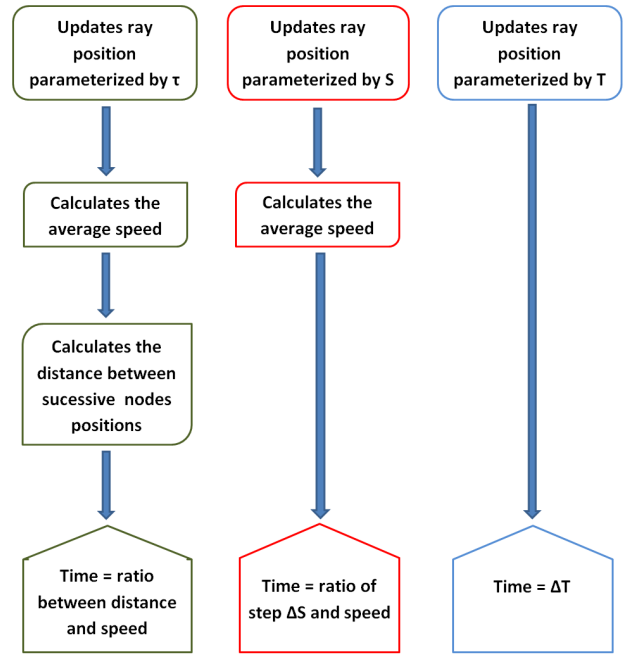 Updates ray
position
parameterized by τ
Updates ray
position
parameterized by S
Updates ray
position
parameterized by T
Calculates the
average speed
Calculates the
average speed
Calculates the
distance between
sucessive nodes
positions
Time = ratio
between distance
and speed
Time = ratio of
step ΔS and speed
Time = ΔT